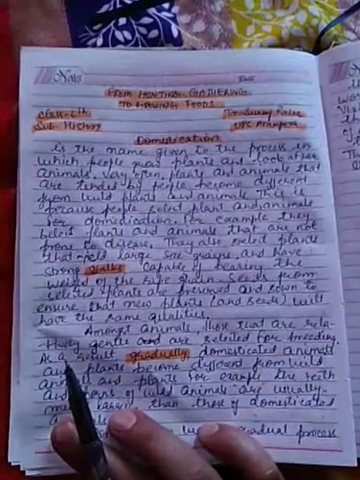 Notes
FROM HUNTING-GATHERING
TO GROWING FOODS
Class-6th
Sub-History
UPS
Domestication
is the name given to the process in
which people grow plants and look after
animals. Very often, plants and animals that
are tended by people become different
from wild plants and animals. This is
because people select plant and animals
for domestication. For example they
select plants and animals that are not
prone to disease. They also select plants
that yield large size grains, and have
strong stalks capable of bearing the
weight of the ripe grain. Seeds from
selected plants are preserved and sown to
ensure that new plants (and seeds) will
have the same qualities.
Amongst animals, those that are rela-
tively gentle and are selected for breeding.
As a result gradually domesticated animals
and plants become different from wild
and plants for example the teeth
and horns of wild animals are usually
than those of domesticated
gradual process